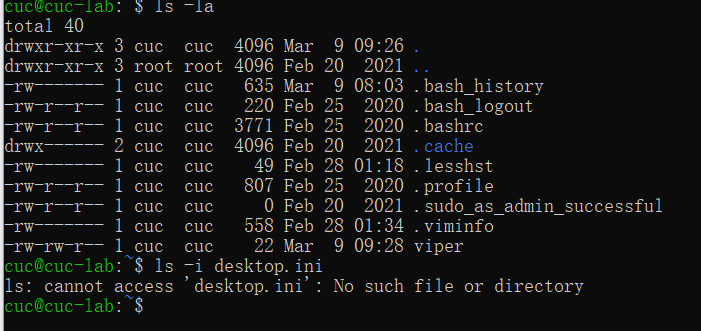 cuc@cuc-lab:~$ ls -la
total 40
drwxr-xr-x 3 cuc  cuc  4096 Mar  9 09:26 .
drwxr-xr-x 3 root root 4096 Feb 20  2021 ..
-rw------- 1 cuc  cuc   635 Mar  9 08:03 .bash_history
-rw-r--r-- 1 cuc  cuc   220 Feb 25  2020 .bash_logout
-rw-r--r-- 1 cuc  cuc  3771 Feb 25  2020 .bashrc
drwx------ 2 cuc  cuc  4096 Feb 20  2021 .cache
-rw------- 1 cuc  cuc    49 Feb 28 01:18 .lesshst
-rw-r--r-- 1 cuc  cuc   807 Feb 25  2020 .profile
-rw-r--r-- 1 cuc  cuc     0 Feb 20  2021 .sudo_as_admin_successful
-rw------- 1 cuc  cuc   558 Feb 28 01:34 .viminfo
-rw-rw-r-- 1 cuc  cuc    22 Mar  9 09:28 viper
cuc@cuc-lab:~$ ls -i desktop.ini
ls: cannot access 'desktop.ini': No such file or directory
cuc@cuc-lab:~$